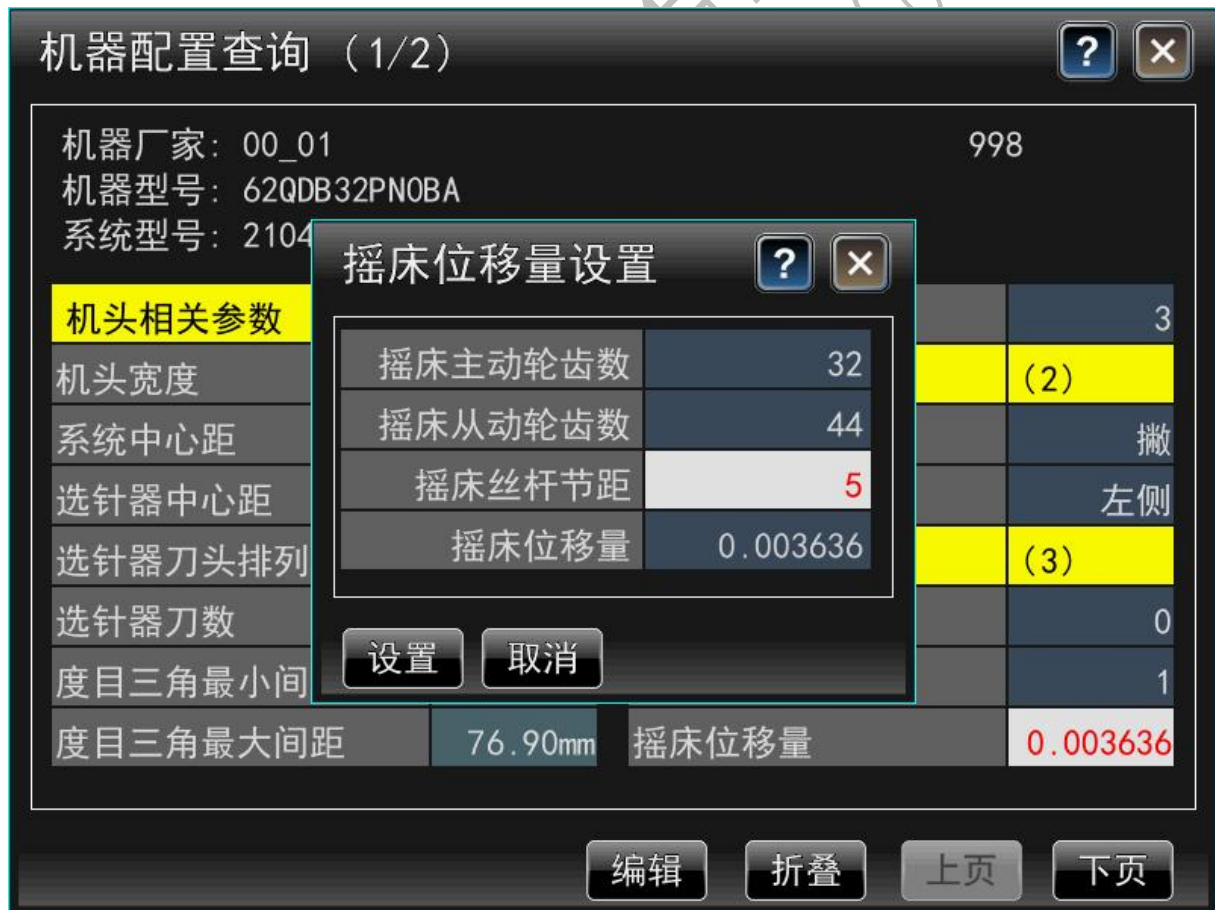 机器配置查询 (1/2)
? ×
机器厂家: 00_01 998
机器型号: 62QDB32PN0BA
系统型号: 2104
摇床位移量设置 ? ×
机头相关参数 3
摇床主动轮齿数 32
机头宽度 (2)
摇床从动轮齿数 44
系统中心距 撇
摇床丝杆节距 5
选针器中心距 左侧
摇床位移量 0.003636
选针器刀头排列 (3)
选针器刀数 0
设置 取消
度目三角最小间 1
度目三角最大间距 76.90mm 摇床位移量 0.003636
编辑 折叠 上页 下页